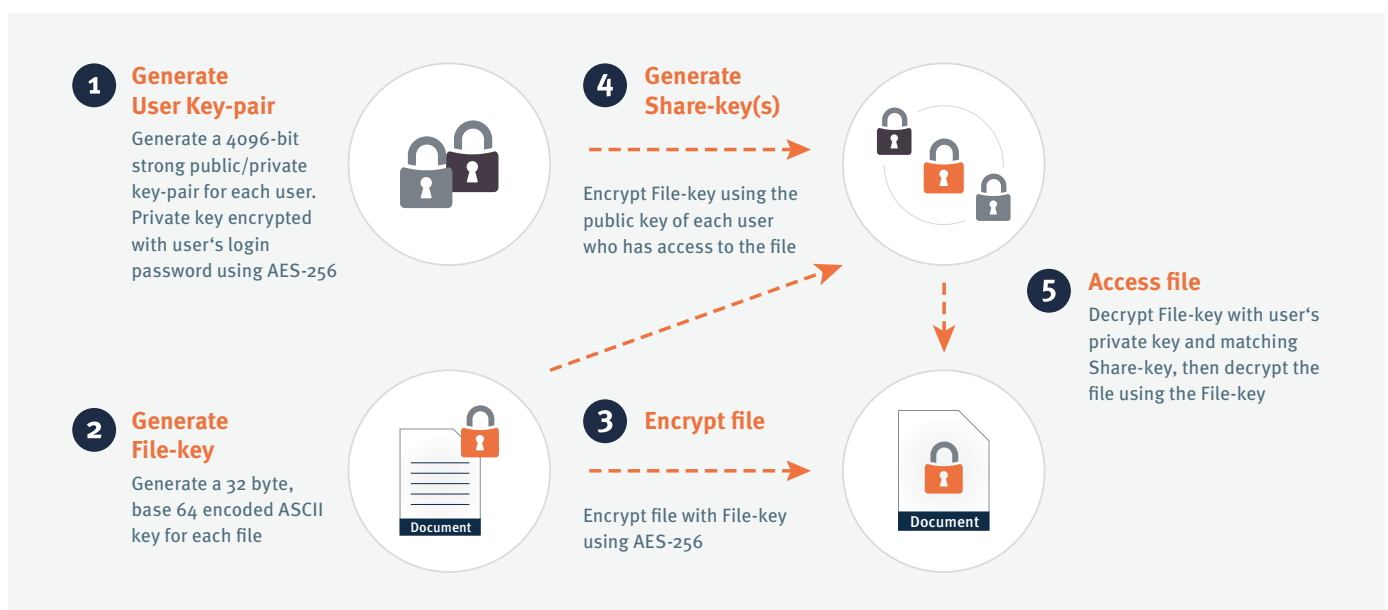 1
Generate
User Key-pair
Generate a 4096-bit
strong public/private
key-pair for each user.
Private key encrypted
with user‘s login
password using AES-256
2
Generate
File-key
Generate a 32 byte,
base 64 encoded ASCII
key for each file
Document
3
Encrypt file
Encrypt file with File-key
using AES-256
4
Generate
Share-key(s)
Encrypt File-key using the
public key of each user
who has access to the file
5
Access file
Decrypt File-key with user‘s
private key and matching
Share-key, then decrypt the
file using the File-key
Document